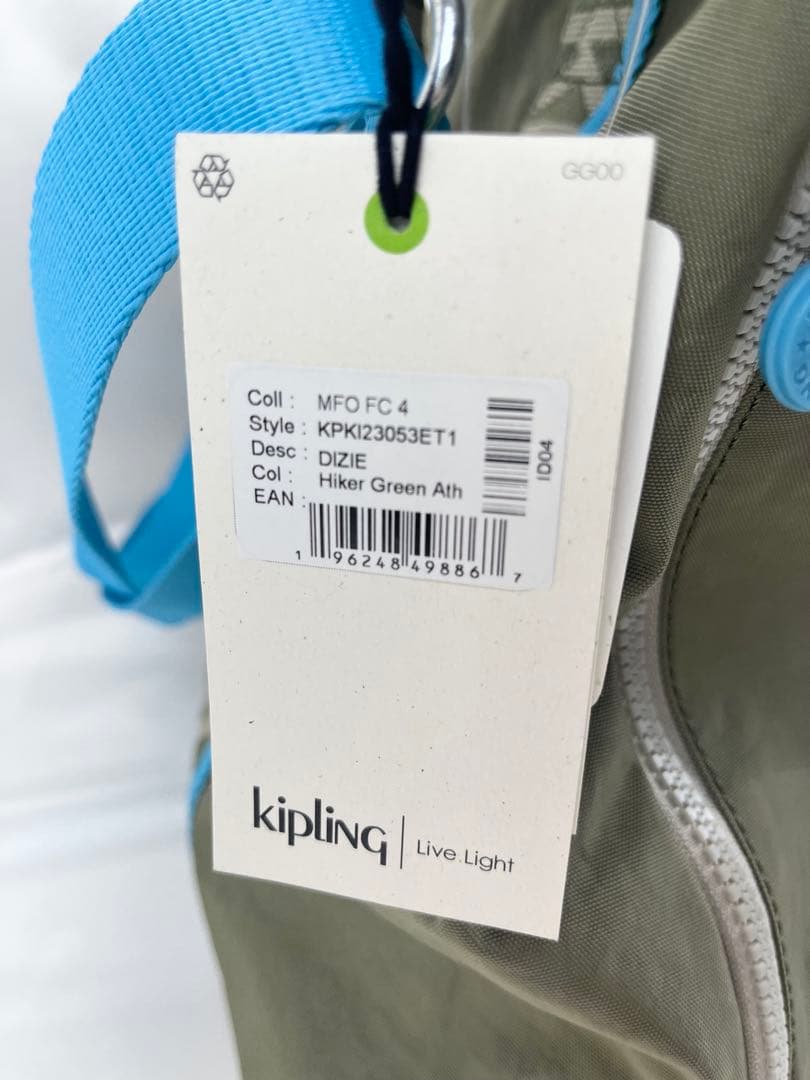 GG00
Coll : MFO FC 4
Style : KPKI23053ET1
Desc : DIZIE
Col : Hiker Green Ath
EAN :
1 96248 49886 7
ID04
kipling | Live.Light